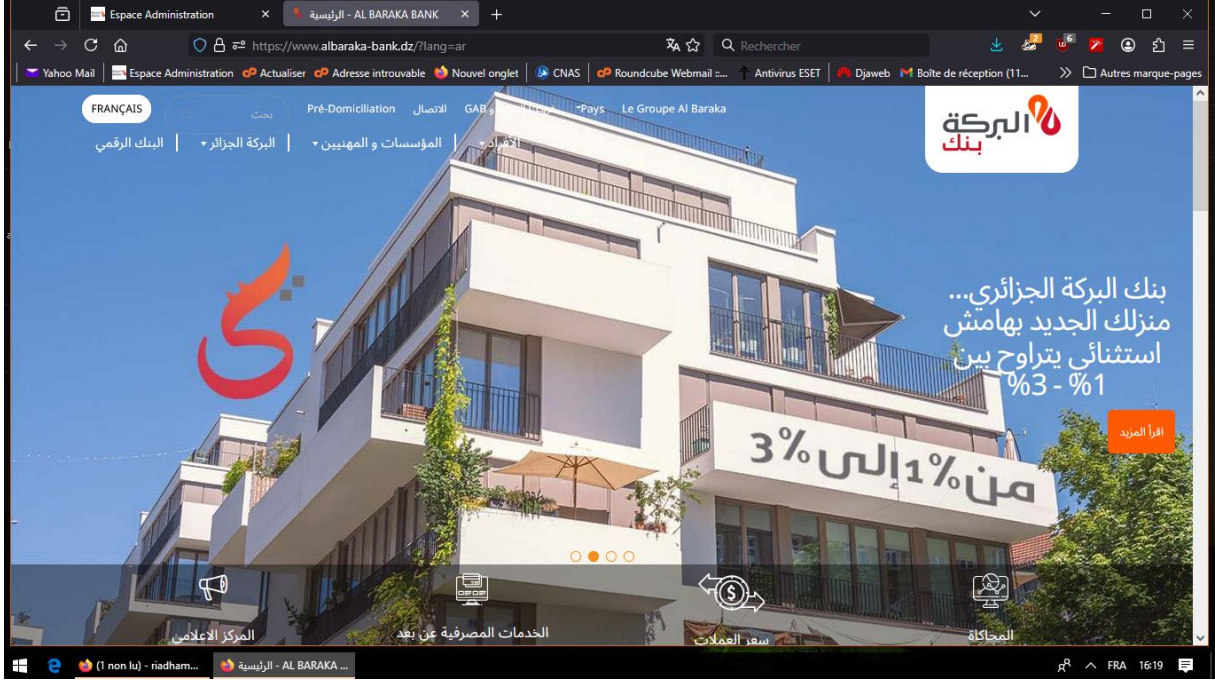 Espace Administration
الرئيسية - AL BARAKA BANK
https://www.albaraka-bank.dz/?lang=ar
Rechercher
Yahoo Mail
Espace Administration
cP Actualiser
cP Adresse introuvable
Nouvel onglet
CNAS
cP Roundcube Webmail ::...
Antivirus ESET
Djaweb
Boîte de réception (11...
Autres marque-pages
FRANÇAIS
بحث
Pré-Domiciliation
الاتصال
GAB
Pays
Le Groupe Al Baraka
البركة
بنك
الأفراد
المؤسسات و المهنيين
البركة الجزائر
البنك الرقمي
بنك البركة الجزائري...
منزلك الجديد بهامش
استثنائي يتراوح بين
%1 - %3
اقرأ المزيد
من %1 إلى %3
المحاكاة
سعر العملات
الخدمات المصرفية عن بعد
المركز الاعلامي
(1 non lu) - riadham...
الرئيسية - AL BARAKA ...
FRA
16:19